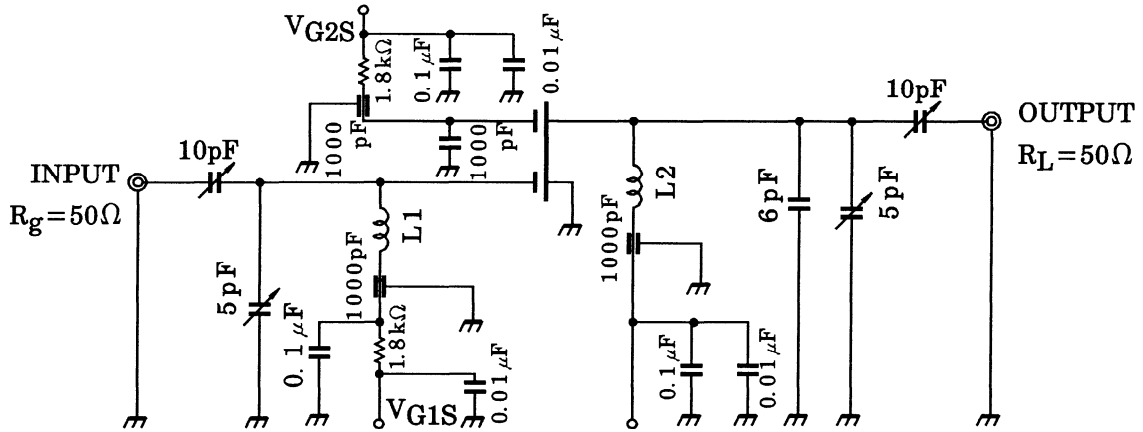 VG2S
1.8kΩ
0.1μF
0.01μF
1000
pF
1000
pF
10pF
INPUT
Rg=50Ω
10pF
OUTPUT
RL=50Ω
L1
L2
1000pF
1000pF
6pF
5pF
5pF
0.1μF
1.8kΩ
0.01μF
VG1S
0.1μF
0.01μF